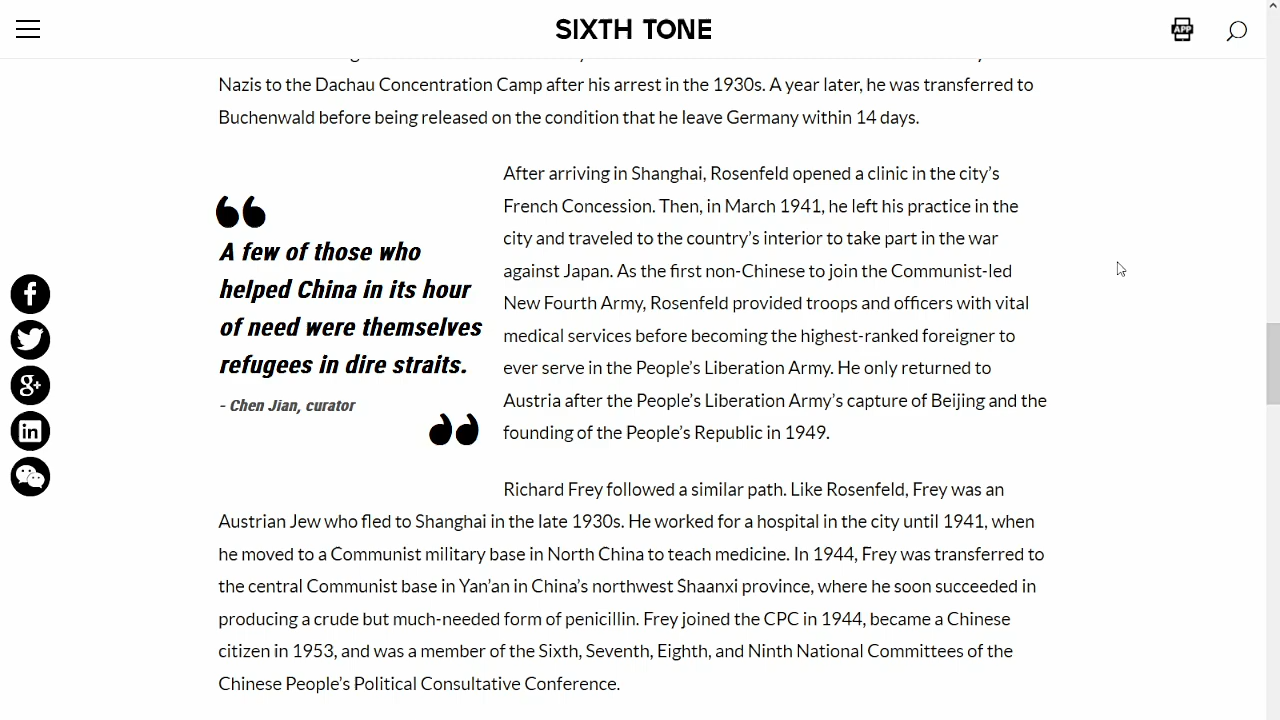 SIXTH TONE
APP
Nazis to the Dachau Concentration Camp after his arrest in the 1930s. A year later, he was transferred to
Buchenwald before being released on the condition that he leave Germany within 14 days.
“
A few of those who
helped China in its hour
of need were themselves
refugees in dire straits.
- Chen Jian, curator
”
After arriving in Shanghai, Rosenfeld opened a clinic in the city’s
French Concession. Then, in March 1941, he left his practice in the
city and traveled to the country’s interior to take part in the war
against Japan. As the first non-Chinese to join the Communist-led
New Fourth Army, Rosenfeld provided troops and officers with vital
medical services before becoming the highest-ranked foreigner to
ever serve in the People’s Liberation Army. He only returned to
Austria after the People’s Liberation Army’s capture of Beijing and the
founding of the People’s Republic in 1949.
Richard Frey followed a similar path. Like Rosenfeld, Frey was an
Austrian Jew who fled to Shanghai in the late 1930s. He worked for a hospital in the city until 1941, when
he moved to a Communist military base in North China to teach medicine. In 1944, Frey was transferred to
the central Communist base in Yan’an in China’s northwest Shaanxi province, where he soon succeeded in
producing a crude but much-needed form of penicillin. Frey joined the CPC in 1944, became a Chinese
citizen in 1953, and was a member of the Sixth, Seventh, Eighth, and Ninth National Committees of the
Chinese People’s Political Consultative Conference.
f
g+
in